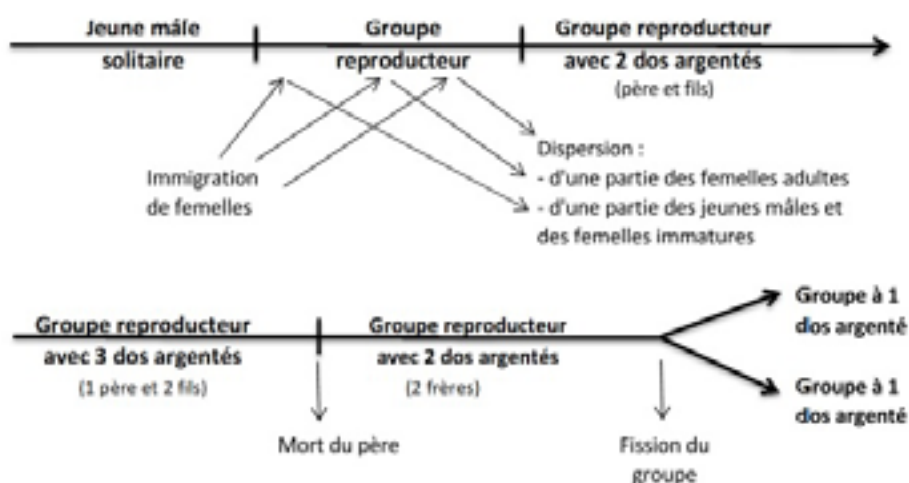 Jeune mâle
solitaire
Groupe
reproducteur
Groupe reproducteur
avec 2 dos argentés
(père et fils)
Immigration
de femelles
Dispersion :
- d'une partie des femelles adultes
- d'une partie des jeunes mâles et
des femelles immatures
Groupe reproducteur
avec 3 dos argentés
(1 père et 2 fils)
Groupe reproducteur
avec 2 dos argentés
(2 frères)
Groupe à 1
dos argenté
Groupe à 1
dos argenté
Mort du père
Fission du
groupe